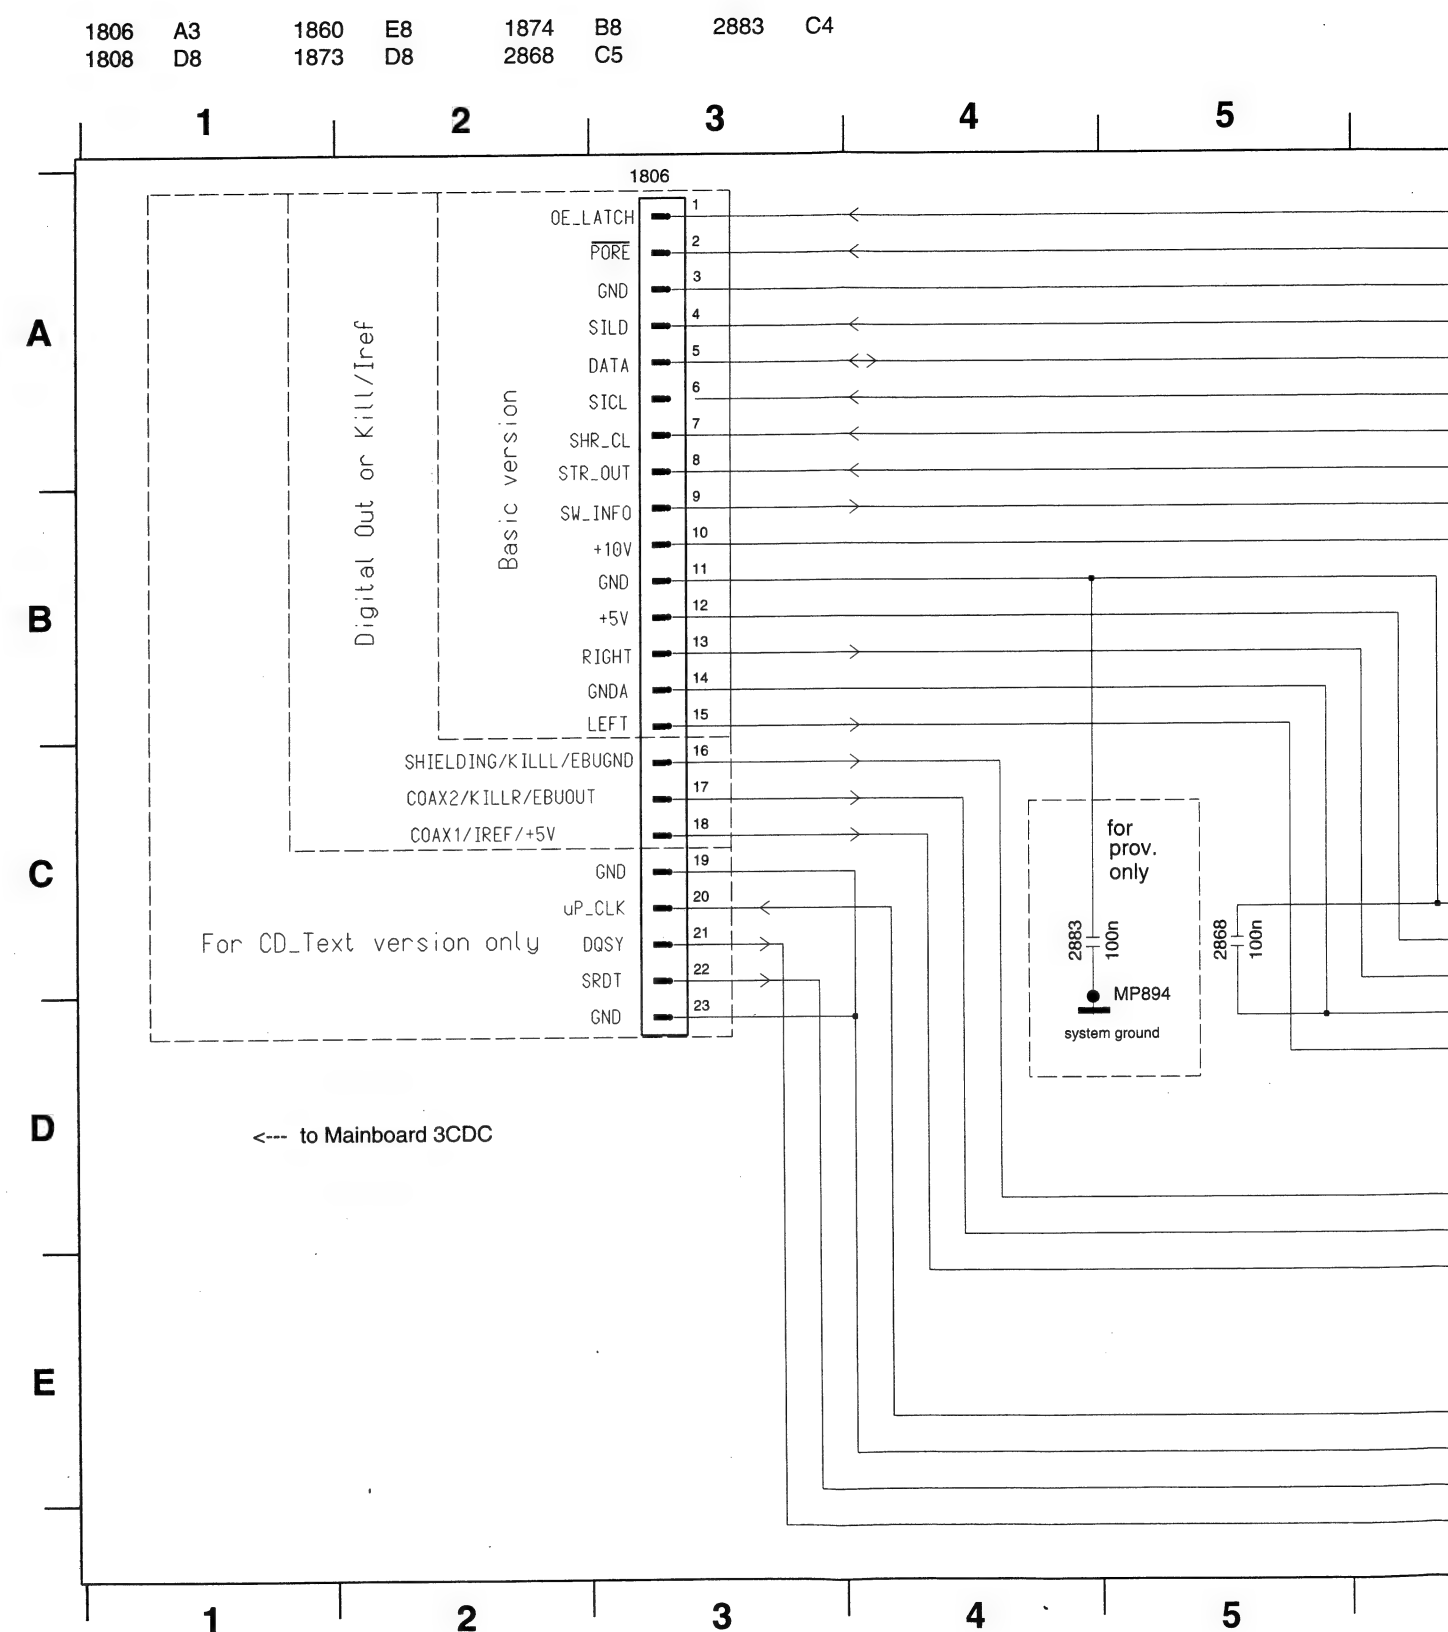 1806 A3 1860 E8 1874 B8 2883 C4
1808 D8 1873 D8 2868 C5
1 2 3 4 5
1806
OE_LATCH 1
PORE 2
GND 3
SILD 4
A
DATA 5
SICL 6
SHR_CL 7
STR_OUT 8
SW_INFO 9
+10V 10
GND 11
B
+5V 12
RIGHT 13
GNDA 14
LEFT 15
Digital Out or Kill/Iref
Basic version
SHIELDING/KILLL/EBUGND 16
COAX2/KILLR/EBUOUT 17
COAX1/IREF/+5V 18
for
prov.
only
C
GND 19
uP_CLK 20
For CD_Text version only
DQSY 21
SRDT 22
GND 23
2883
100n
2868
100n
MP894
system ground
D
<--- to Mainboard 3CDC
E
1 2 3 4 5